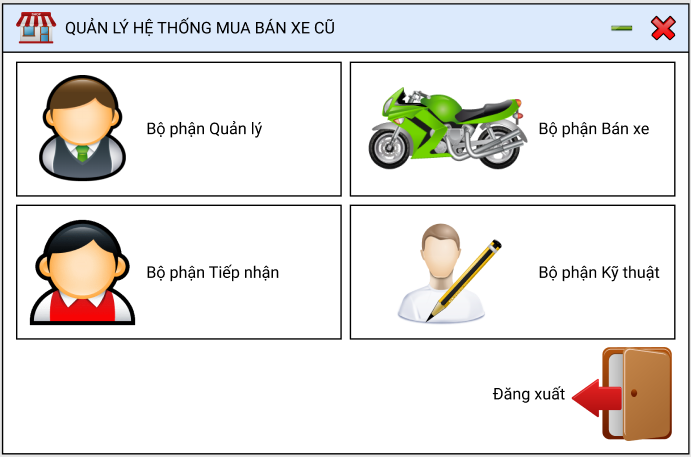 QUẢN LÝ HỆ THỐNG MUA BÁN XE CŨ
Bộ phận Quản lý
Bộ phận Bán xe
Bộ phận Tiếp nhận
Bộ phận Kỹ thuật
Đăng xuất